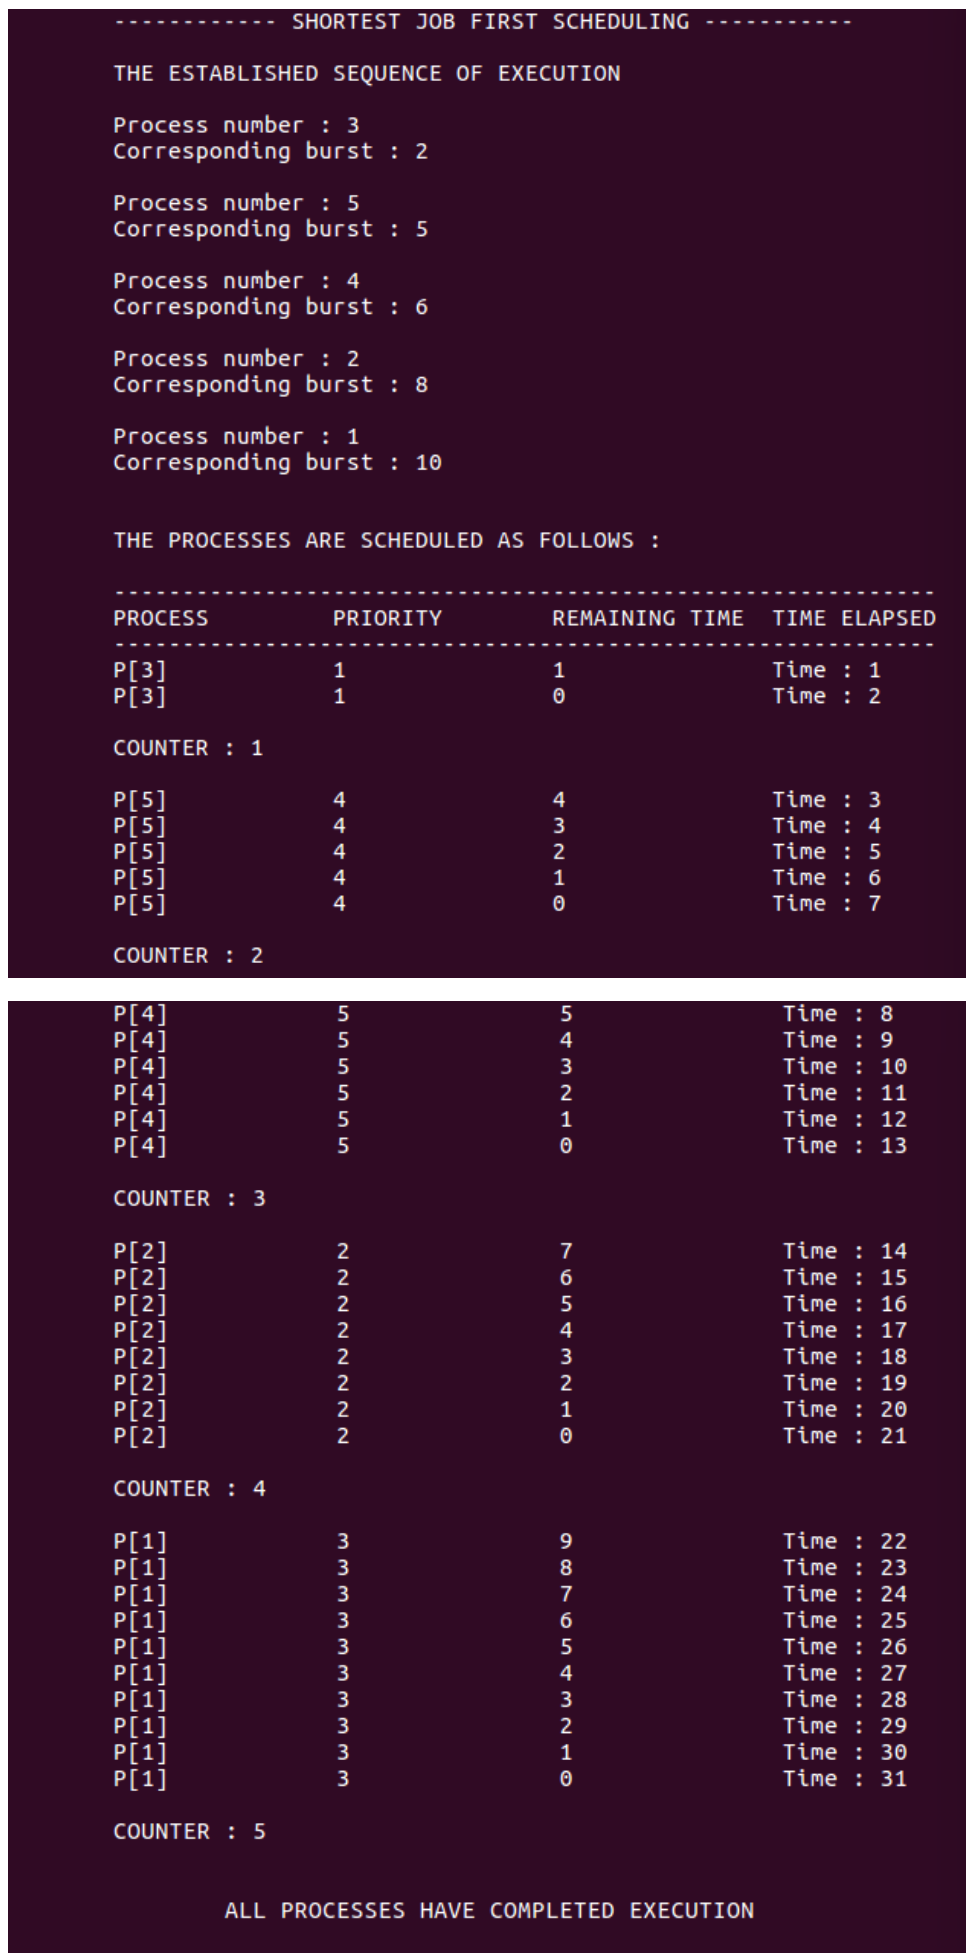 ------------ SHORTEST JOB FIRST SCHEDULING -----------
THE ESTABLISHED SEQUENCE OF EXECUTION
Process number : 3
Corresponding burst : 2
Process number : 5
Corresponding burst : 5
Process number : 4
Corresponding burst : 6
Process number : 2
Corresponding burst : 8
Process number : 1
Corresponding burst : 10
THE PROCESSES ARE SCHEDULED AS FOLLOWS :
------------------------------------------------------------
PROCESS PRIORITY REMAINING TIME TIME ELAPSED
------------------------------------------------------------
P[3] 1 1 Time : 1
P[3] 1 0 Time : 2
COUNTER : 1
P[5] 4 4 Time : 3
P[5] 4 3 Time : 4
P[5] 4 2 Time : 5
P[5] 4 1 Time : 6
P[5] 4 0 Time : 7
COUNTER : 2
P[4] 5 5 Time : 8
P[4] 5 4 Time : 9
P[4] 5 3 Time : 10
P[4] 5 2 Time : 11
P[4] 5 1 Time : 12
P[4] 5 0 Time : 13
COUNTER : 3
P[2] 2 7 Time : 14
P[2] 2 6 Time : 15
P[2] 2 5 Time : 16
P[2] 2 4 Time : 17
P[2] 2 3 Time : 18
P[2] 2 2 Time : 19
P[2] 2 1 Time : 20
P[2] 2 0 Time : 21
COUNTER : 4
P[1] 3 9 Time : 22
P[1] 3 8 Time : 23
P[1] 3 7 Time : 24
P[1] 3 6 Time : 25
P[1] 3 5 Time : 26
P[1] 3 4 Time : 27
P[1] 3 3 Time : 28
P[1] 3 2 Time : 29
P[1] 3 1 Time : 30
P[1] 3 0 Time : 31
COUNTER : 5
ALL PROCESSES HAVE COMPLETED EXECUTION